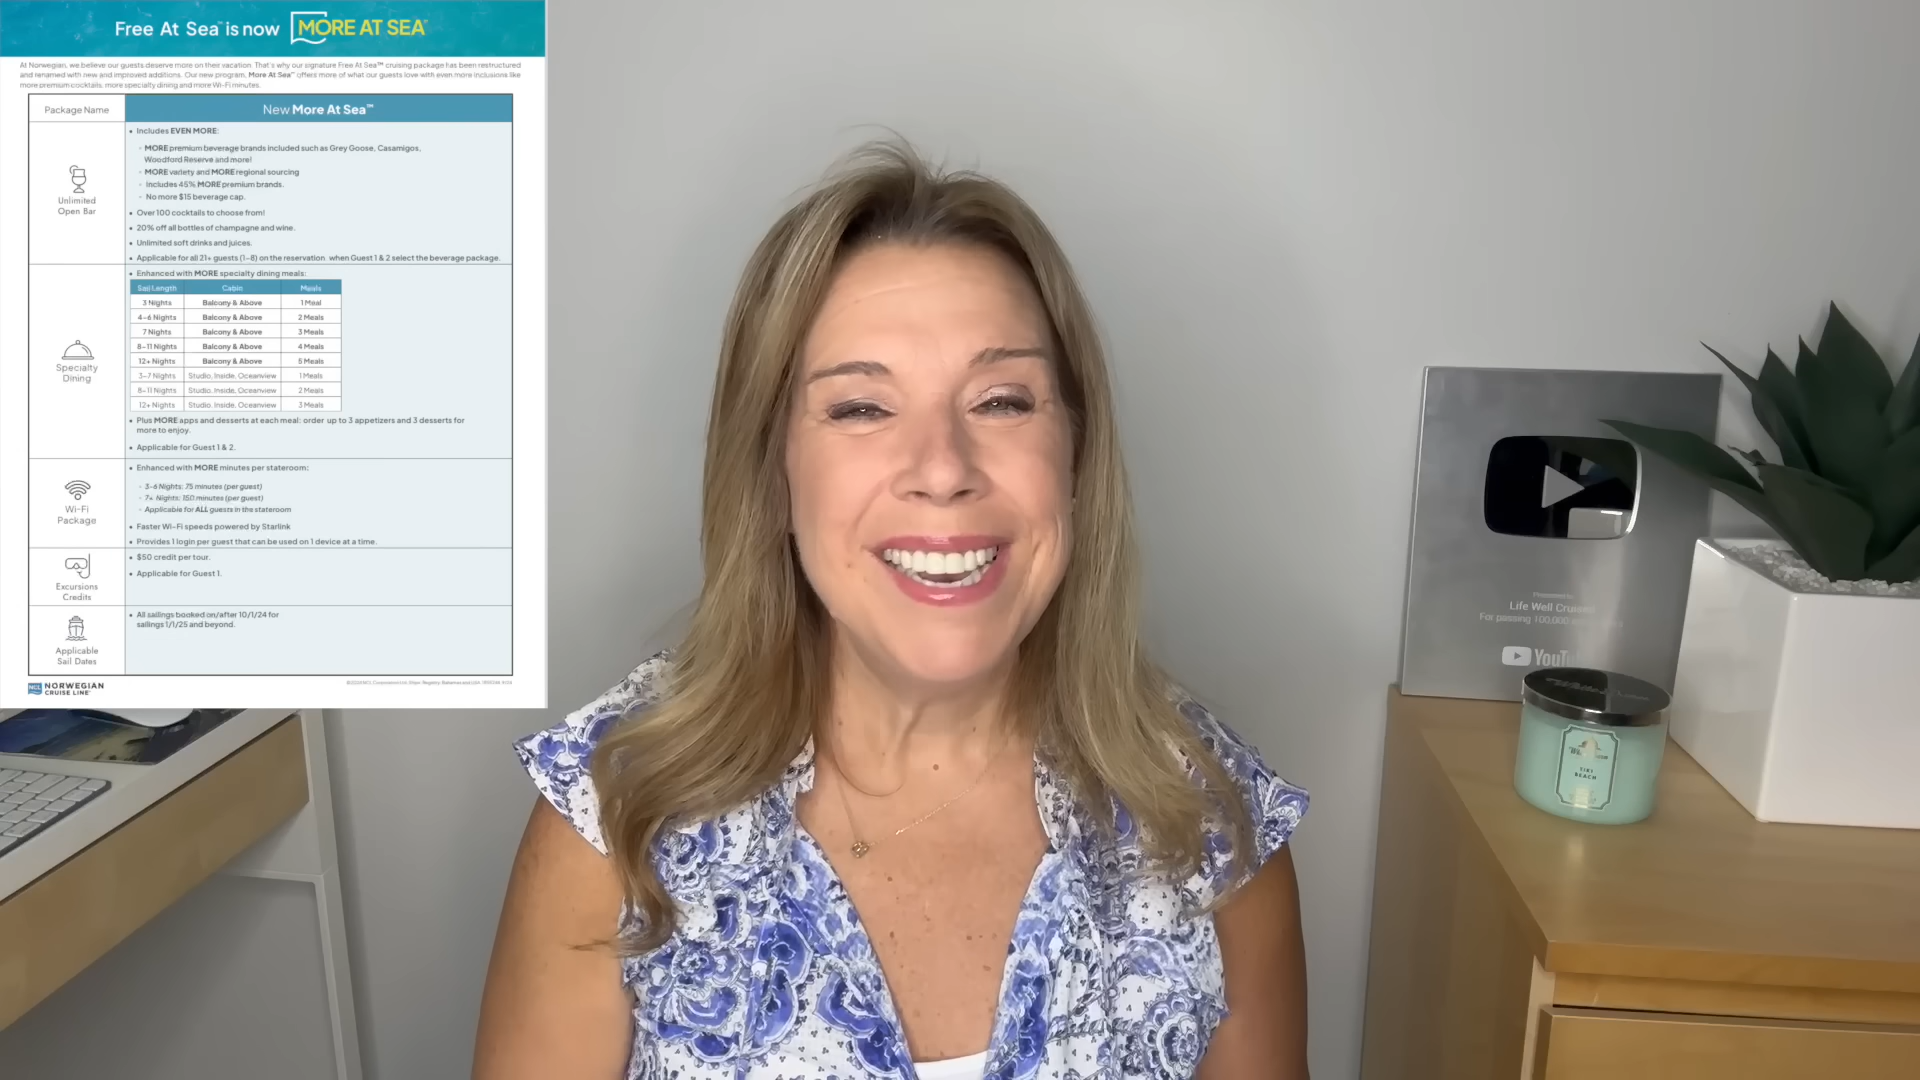 Free At Sea™ is now MORE AT SEA™
At Norwegian, we believe our guests deserve more on their vacation. That's why our signature Free At Sea™ cruising package has been restructured
and renamed with new and improved additions. Our new program, More At Sea™ offers more of what our guests love with even more inclusions like
more premium cocktails, more specialty dining and more Wi-Fi minutes.
Package Name
New More At Sea™
Unlimited
Open Bar
• Includes EVEN MORE:
◦ MORE premium beverage brands included such as Grey Goose, Casamigos,
Woodford Reserve and more!
◦ MORE variety and MORE regional sourcing
◦ Includes 45% MORE premium brands.
◦ No more $15 beverage cap.
• Over 100 cocktails to choose from!
• 20% off all bottles of champagne and wine.
• Unlimited soft drinks and juices.
• Applicable for all 21+ guests (1-8) on the reservation when Guest 1 & 2 select the beverage package.
Specialty
Dining
• Enhanced with MORE specialty dining meals:
Sail Length Cabin Meals
3 Nights Balcony & Above 1 Meal
4-6 Nights Balcony & Above 2 Meals
7 Nights Balcony & Above 3 Meals
8-11 Nights Balcony & Above 4 Meals
12+ Nights Balcony & Above 5 Meals
3-7 Nights Studio, Inside, Oceanview 1 Meals
8-11 Nights Studio, Inside, Oceanview 2 Meals
12+ Nights Studio, Inside, Oceanview 3 Meals
• Plus MORE apps and desserts at each meal: order up to 3 appetizers and 3 desserts for
more to enjoy.
• Applicable for Guest 1 & 2.
Wi-Fi
Package
• Enhanced with MORE minutes per stateroom:
◦ 3-6 Nights: 75 minutes (per guest)
◦ 7+ Nights: 150 minutes (per guest)
◦ Applicable for ALL guests in the stateroom
• Faster Wi-Fi speeds powered by Starlink
• Provides 1 login per guest that can be used on 1 device at a time.
Excursions
Credits
• $50 credit per tour.
• Applicable for Guest 1.
Applicable
Sail Dates
• All sailings booked on/after 10/1/24 for
sailings 1/1/25 and beyond.
NCL NORWEGIAN
CRUISE LINE®
Presented to
Life Well Cruised
For passing 100,000
YouTu
TIKI
BEACH